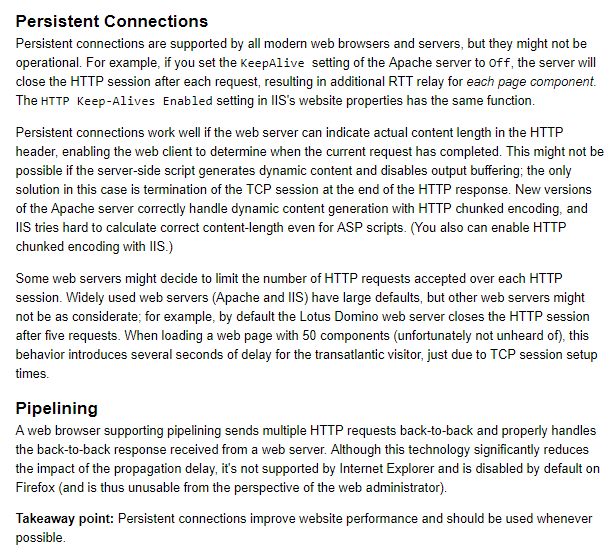 Persistent Connections
Persistent connections are supported by all modern web browsers and servers, but they might not be
operational. For example, if you set the KeepAlive setting of the Apache server to Off, the server will
close the HTTP session after each request, resulting in additional RTT relay for each page component.
The HTTP Keep-Alives Enabled setting in IIS's website properties has the same function.
Persistent connections work well if the web server can indicate actual content length in the HTTP
header, enabling the web client to determine when the current request has completed. This might not be
possible if the server-side script generates dynamic content and disables output buffering; the only
solution in this case is termination of the TCP session at the end of the HTTP response. New versions
of the Apache server correctly handle dynamic content generation with HTTP chunked encoding, and
IIS tries hard to calculate correct content-length even for ASP scripts. (You also can enable HTTP
chunked encoding with IIS.)
Some web servers might decide to limit the number of HTTP requests accepted over each HTTP
session. Widely used web servers (Apache and IIS) have large defaults, but other web servers might
not be as considerate; for example, by default the Lotus Domino web server closes the HTTP session
after five requests. When loading a web page with 50 components (unfortunately not unheard of), this
behavior introduces several seconds of delay for the transatlantic visitor, just due to TCP session setup
times.
Pipelining
A web browser supporting pipelining sends multiple HTTP requests back-to-back and properly handles
the back-to-back response received from a web server. Although this technology significantly reduces
the impact of the propagation delay, it's not supported by Internet Explorer and is disabled by default on
Firefox (and is thus unusable from the perspective of the web administrator).
Takeaway point: Persistent connections improve website performance and should be used whenever
possible.